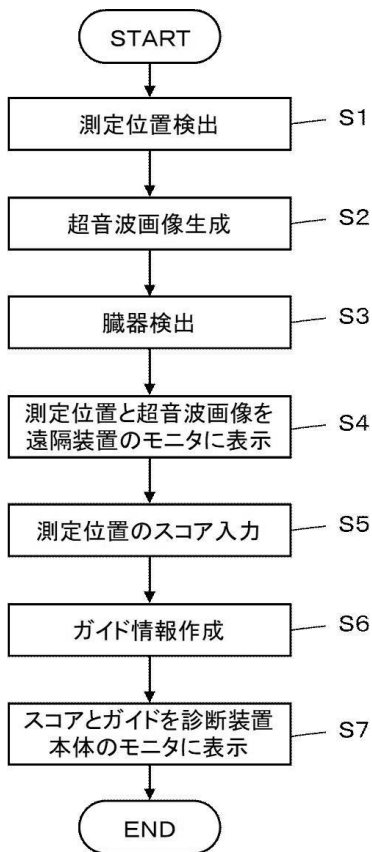 START
測定位置検出
S1
超音波画像生成
S2
臓器検出
S3
測定位置と超音波画像を
遠隔装置のモニタに表示
S4
測定位置のスコア入力
S5
ガイド情報作成
S6
スコアとガイドを診断装置
本体のモニタに表示
S7
END